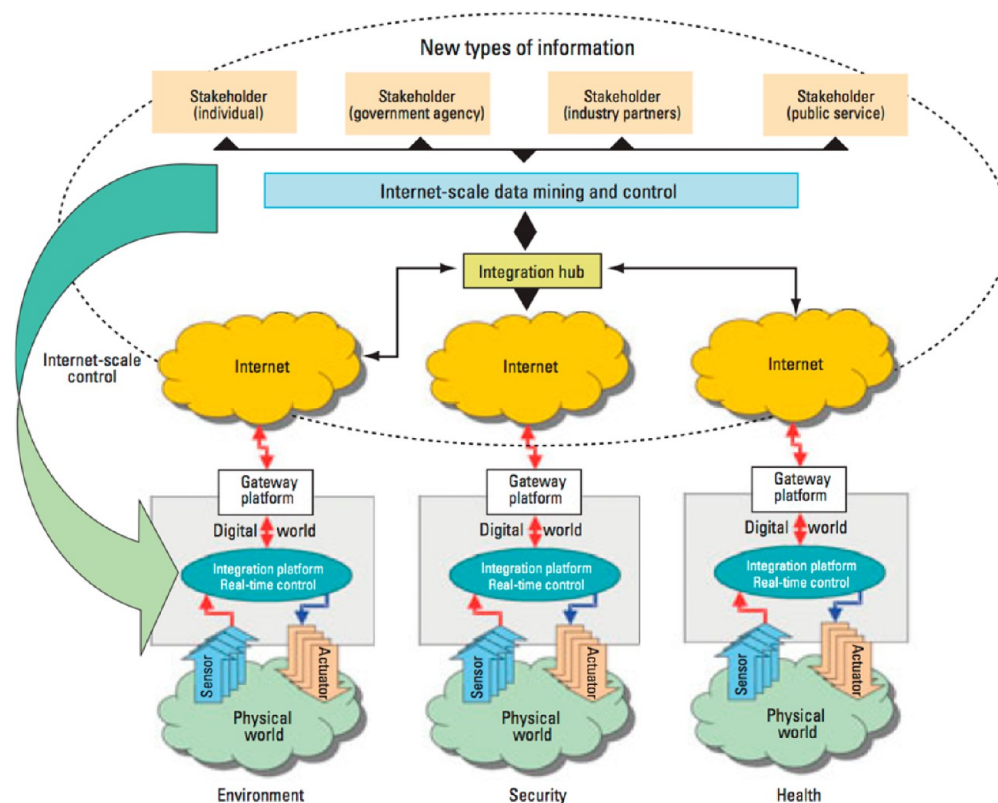 New types of information
Stakeholder
(individual)
Stakeholder
(government agency)
Stakeholder
(industry partners)
Stakeholder
(public service)
Internet-scale data mining and control
Integration hub
Internet
Internet
Internet
Internet-scale
control
Gateway
platform
Gateway
platform
Gateway
platform
Digital world
Digital world
Digital world
Integration platform
Real-time control
Integration platform
Real-time control
Integration platform
Real-time control
Sensor
Actuator
Sensor
Actuator
Sensor
Actuator
Physical
world
Physical
world
Physical
world
Environment
Security
Health